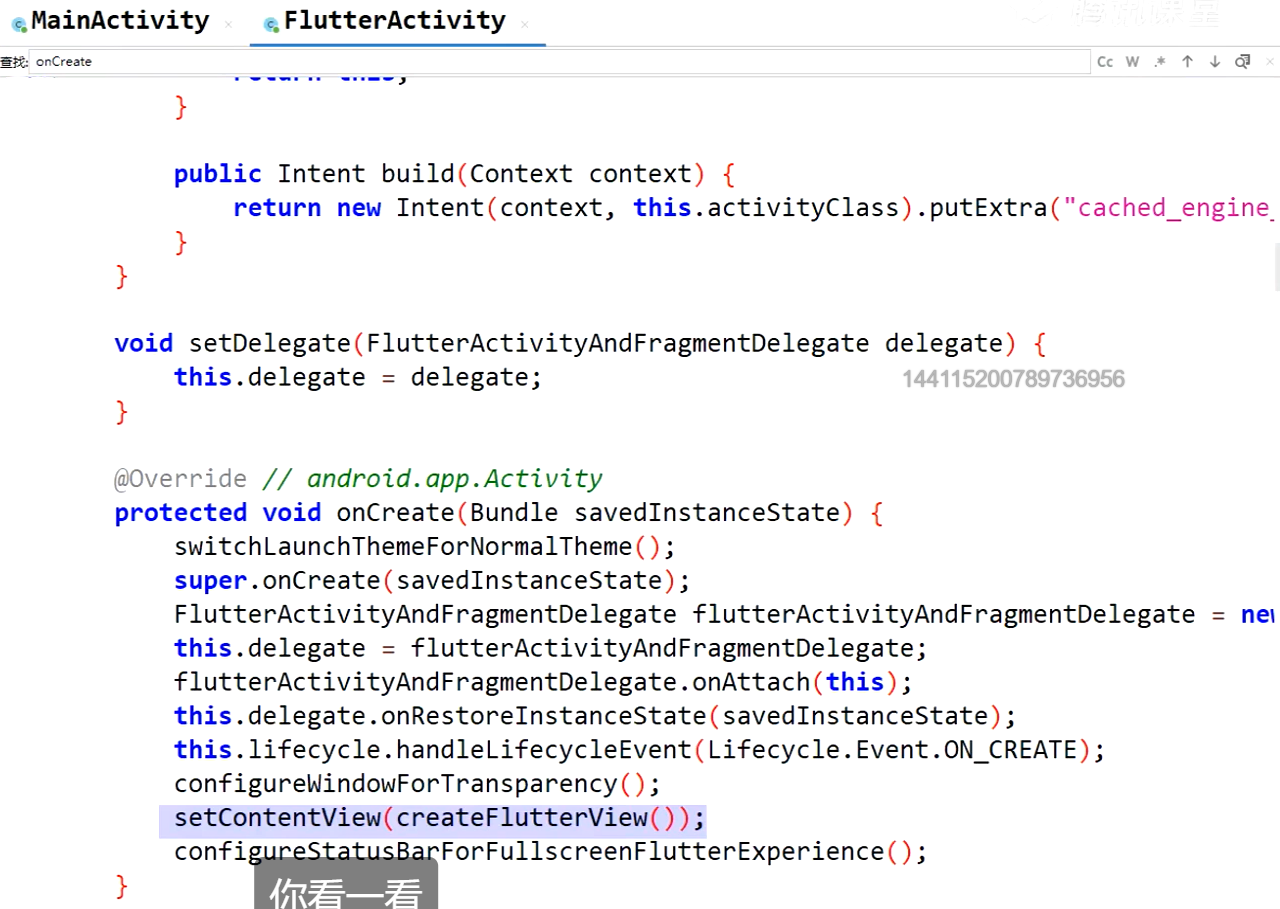 MainActivity × FlutterActivity ×
查找: onCreate Cc W .* ↑ ↓ ×
return this;
}
public Intent build(Context context) {
return new Intent(context, this.activityClass).putExtra("cached_engine_
}
}
void setDelegate(FlutterActivityAndFragmentDelegate delegate) {
this.delegate = delegate;
144115200789736956
}
@Override // android.app.Activity
protected void onCreate(Bundle savedInstanceState) {
switchLaunchThemeForNormalTheme();
super.onCreate(savedInstanceState);
FlutterActivityAndFragmentDelegate flutterActivityAndFragmentDelegate = new
this.delegate = flutterActivityAndFragmentDelegate;
flutterActivityAndFragmentDelegate.onAttach(this);
this.delegate.onRestoreInstanceState(savedInstanceState);
this.lifecycle.handleLifecycleEvent(Lifecycle.Event.ON_CREATE);
configureWindowForTransparency();
setContentView(createFlutterView());
configureStatusBarForFullscreenFlutterExperience();
}
你看一看